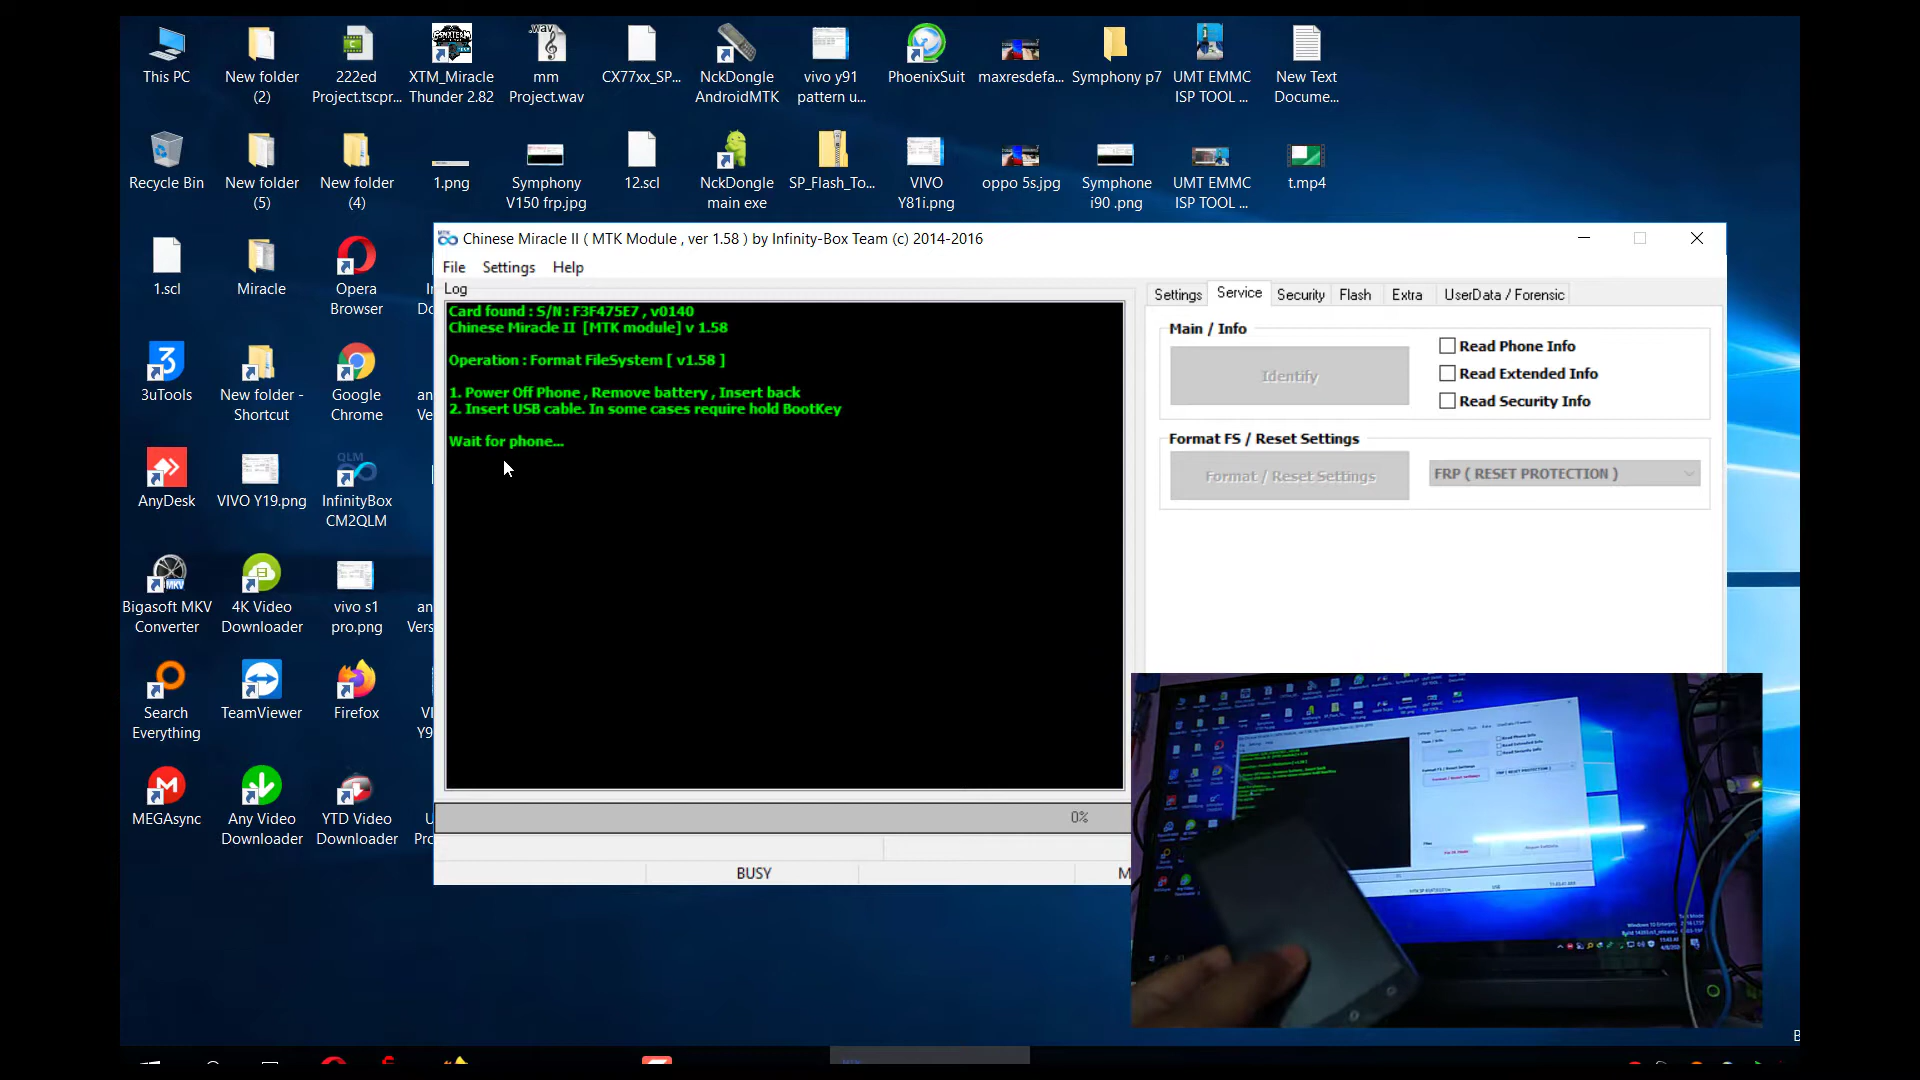 This PC
New folder
(2)
222ed
Project.tscpr...
XTM_Miracle
Thunder 2.82
.wav
mm
Project.wav
CX77xx_SP...
NckDongle
AndroidMTK
vivo y91
pattern u...
PhoenixSuit
maxresdefa...
Symphony p7
UMT EMMC
ISP TOOL ...
New Text
Docume...
Recycle Bin
New folder
(5)
New folder
(4)
1.png
Symphony
V150 frp.jpg
12.scl
NckDongle
main exe
SP_Flash_To...
VIVO
Y81i.png
oppo 5s.jpg
Symphone
i90 .png
UMT EMMC
ISP TOOL ...
t.mp4
1.scl
Miracle
Opera
Browser
3uTools
New folder -
Shortcut
Google
Chrome
AnyDesk
VIVO Y19.png
QLM
InfinityBox
CM2QLM
MKV
Bigasoft MKV
Converter
4K Video
Downloader
vivo s1
pro.png
Search
Everything
TeamViewer
Firefox
MEGAsync
Any Video
Downloader
YTD Video
Downloader
MTK
Chinese Miracle II ( MTK Module , ver 1.58 ) by Infinity-Box Team (c) 2014-2016
File Settings Help
Log
Card found : S/N : F3F475E7 , v0140
Chinese Miracle II [MTK module] v 1.58
Operation : Format FileSystem [ v1.58 ]
1. Power Off Phone , Remove battery , Insert back
2. Insert USB cable. In some cases require hold BootKey
Wait for phone...
0%
BUSY
M
Settings Service Security Flash Extra UserData / Forensic
Main / Info
Identify
Read Phone Info
Read Extended Info
Read Security Info
Format FS / Reset Settings
Format / Reset Settings
FRP ( RESET PROTECTION )